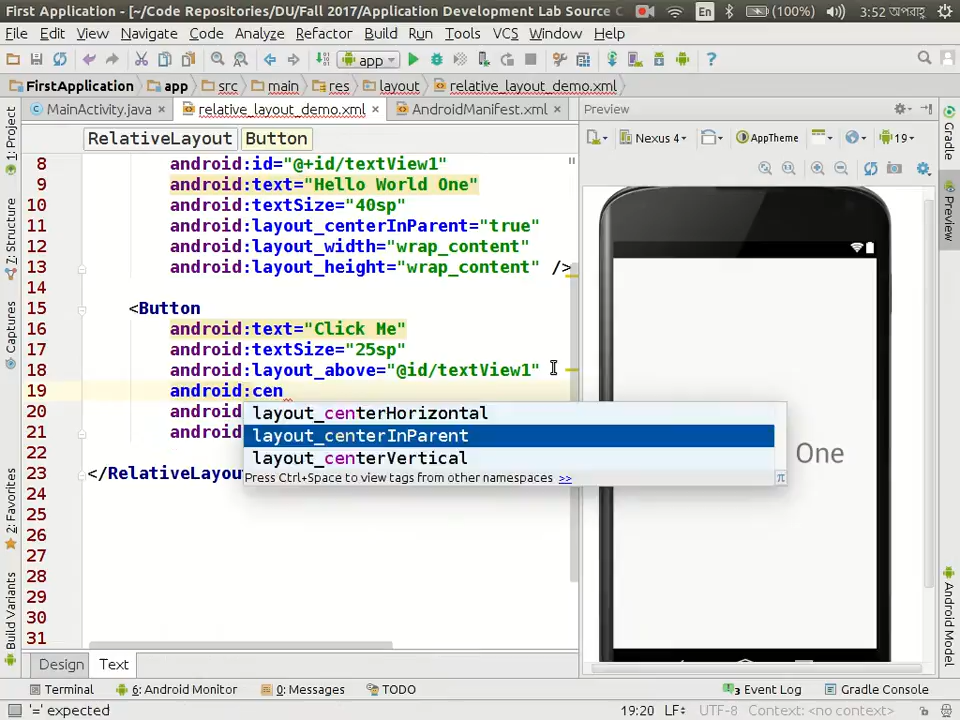 First Application - [~/Code Repositories/DU/Fall 2017/Application Development Lab Source C
En
(100%)
3:52 অপরাহ্ণ
File Edit View Navigate Code Analyze Refactor Build Run Tools VCS Window Help
app
FirstApplication app src main res layout relative_layout_demo.xml
MainActivity.java relative_layout_demo.xml AndroidManifest.xml Preview
RelativeLayout Button
Nexus 4 AppTheme 19
8 android:id="@+id/textView1"
9 android:text="Hello World One"
10 android:textSize="40sp"
11 android:layout_centerInParent="true"
12 android:layout_width="wrap_content"
13 android:layout_height="wrap_content" />
14
15 <Button
16 android:text="Click Me"
17 android:textSize="25sp"
18 android:layout_above="@id/textView1"
19 android:cen
20 android:
21 android:
22
23 </RelativeLayou
24
25
26
27
28
29
30
31
layout_centerHorizontal
layout_centerInParent
layout_centerVertical
Press Ctrl+Space to view tags from other namespaces >>
π
One
1: Project
7: Structure
Captures
2: Favorites
Build Variants
Gradle
Preview
Android Model
Design Text
Terminal 6: Android Monitor 0: Messages TODO 3 Event Log Gradle Console
'=' expected 19:20 LF÷ UTF-8 Context: <no context>